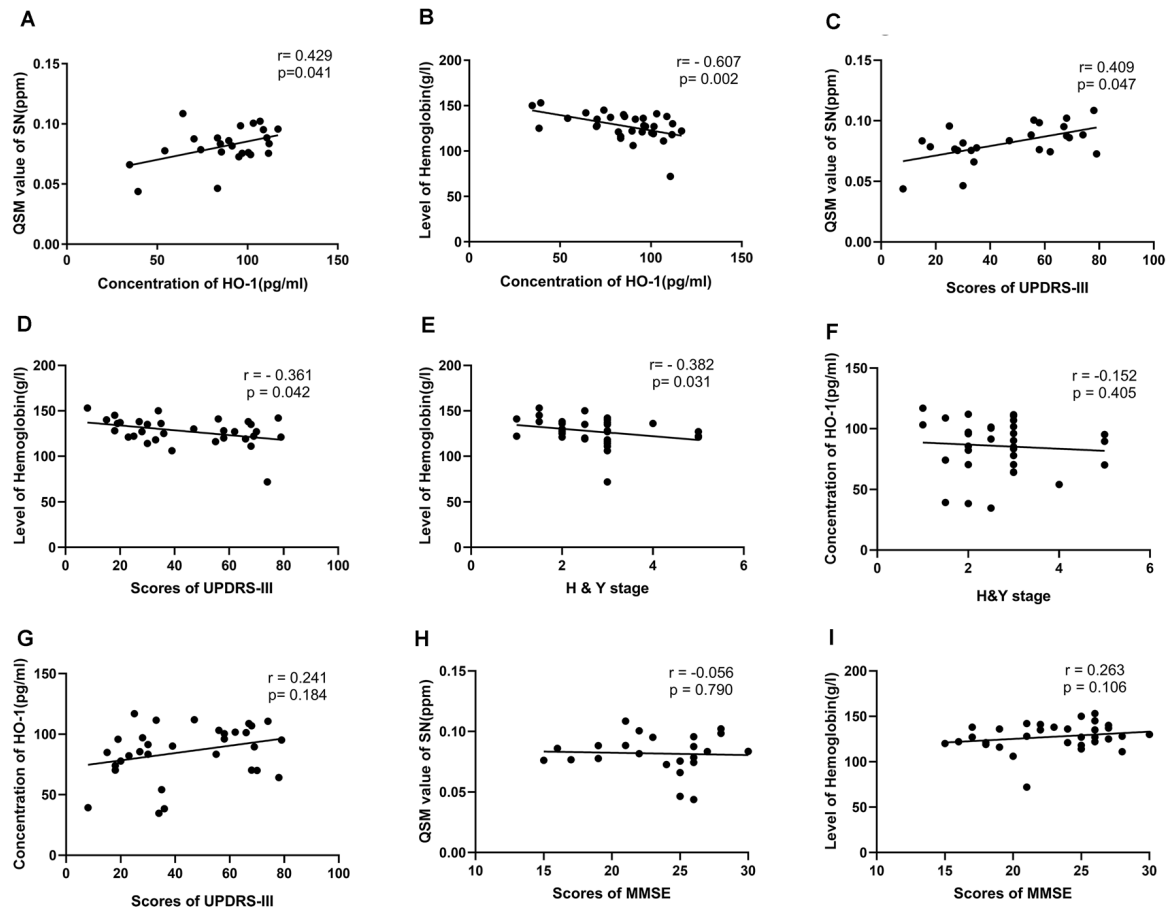 A
r= 0.429
p=0.041
QSM value of SN(ppm)
0.15
0.10
0.05
0.00
0 50 100 150
Concentration of HO-1(pg/ml)
B
r= - 0.607
p= 0.002
Level of Hemoglobin(g/l)
200
150
100
50
0
0 50 100 150
Concentration of HO-1(pg/ml)
C
r= 0.409
p= 0.047
QSM value of SN(ppm)
0.15
0.10
0.05
0.00
0 20 40 60 80 100
Scores of UPDRS-III
D
r = - 0.361
p = 0.042
Level of Hemoglobin(g/l)
200
150
100
50
0
0 20 40 60 80 100
Scores of UPDRS-III
E
r= - 0.382
p= 0.031
Level of Hemoglobin(g/l)
200
150
100
50
0
0 2 4 6
H & Y stage
F
r = -0.152
p = 0.405
Concentration of HO-1(pg/ml)
150
100
50
0
0 2 4 6
H&Y stage
G
r = 0.241
p= 0.184
Concentration of HO-1(pg/ml)
150
100
50
0
0 20 40 60 80 100
Scores of UPDRS-III
H
r = -0.056
p = 0.790
QSM value of SN(ppm)
0.15
0.10
0.05
0.00
10 15 20 25 30
Scores of MMSE
I
r = 0.263
p = 0.106
Level of Hemoglobin(g/l)
200
150
100
50
0
10 15 20 25 30
Scores of MMSE